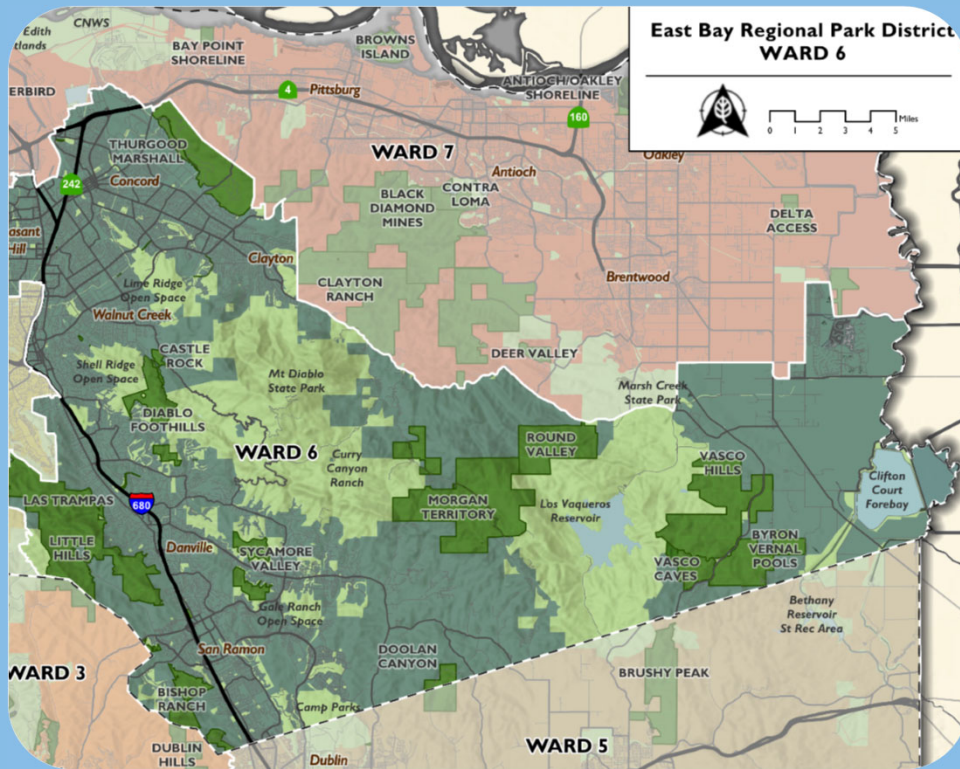 East Bay Regional Park District
WARD 6
0 1 2 3 4 5 Miles
CNWS
Edith
tlands
BAY POINT
SHORELINE
BROWNS
ISLAND
ERBIRD
4
Pittsburg
ANTIOCH/OAKLEY
SHORELINE
160
THURGOOD
MARSHALL
WARD 7
Oakley
242
Concord
Antioch
BLACK
DIAMOND
MINES
CONTRA
LOMA
DELTA
ACCESS
asant
Hill
Clayton
Brentwood
Lime Ridge
Open Space
CLAYTON
RANCH
Walnut Creek
CASTLE
ROCK
DEER VALLEY
Shell Ridge
Open Space
Mt Diablo
State Park
Marsh Creek
State Park
DIABLO
FOOTHILLS
WARD 6
Curry
Canyon
Ranch
ROUND
VALLEY
VASCO
HILLS
Clifton
Court
Forebay
LAS TRAMPAS
680
MORGAN
TERRITORY
Los Vaqueros
Reservoir
LITTLE
HILLS
Danville
SYCAMORE
VALLEY
BYRON
VERNAL
POOLS
VASCO
CAVES
Gale Ranch
Open Space
Bethany
Reservoir
St Rec Area
San Ramon
DOOLAN
CANYON
WARD 3
BRUSHY PEAK
BISHOP
RANCH
Camp Parks
DUBLIN
HILLS
Dublin
WARD 5